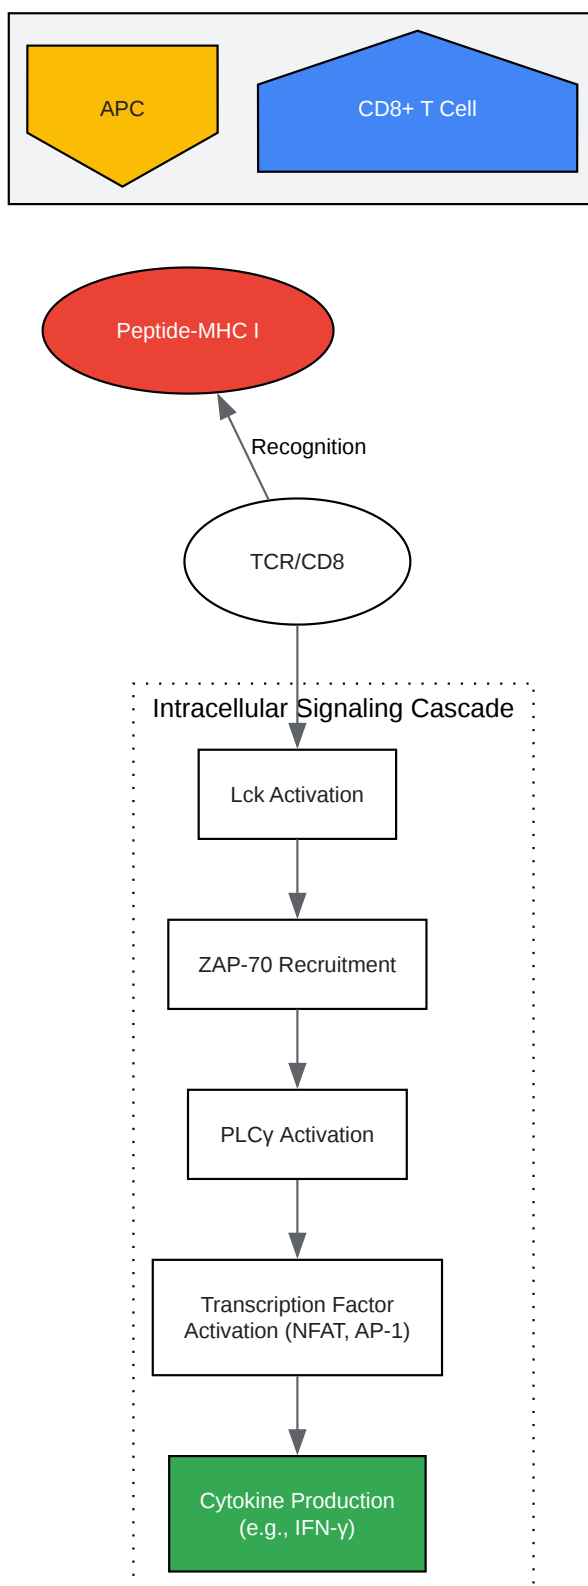 APC
CD8+ T Cell
Peptide-MHC I
Recognition
TCR/CD8
Intracellular Signaling Cascade
Lck Activation
ZAP-70 Recruitment
PLCγ Activation
Transcription Factor
Activation (NFAT, AP-1)
Cytokine Production
(e.g., IFN-γ)